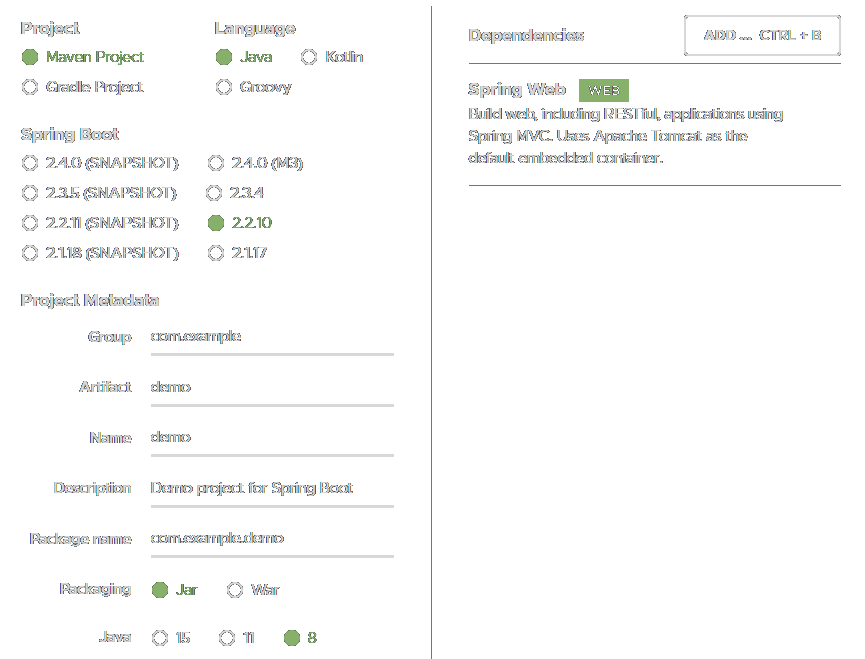 Project
Maven Project
Gradle Project
Language
Java Kotlin
Groovy
Spring Boot
2.4.0 (SNAPSHOT) 2.4.0 (M3)
2.3.5 (SNAPSHOT) 2.3.4
2.2.11 (SNAPSHOT) 2.2.10
2.1.18 (SNAPSHOT) 2.1.17
Project Metadata
Group com.example
Artifact demo
Name demo
Description Demo project for Spring Boot
Package name com.example.demo
Packaging Jar War
Java 15 11 8
Dependencies ADD ... CTRL + B
Spring Web WEB
Build web, including RESTful, applications using
Spring MVC. Uses Apache Tomcat as the
default embedded container.